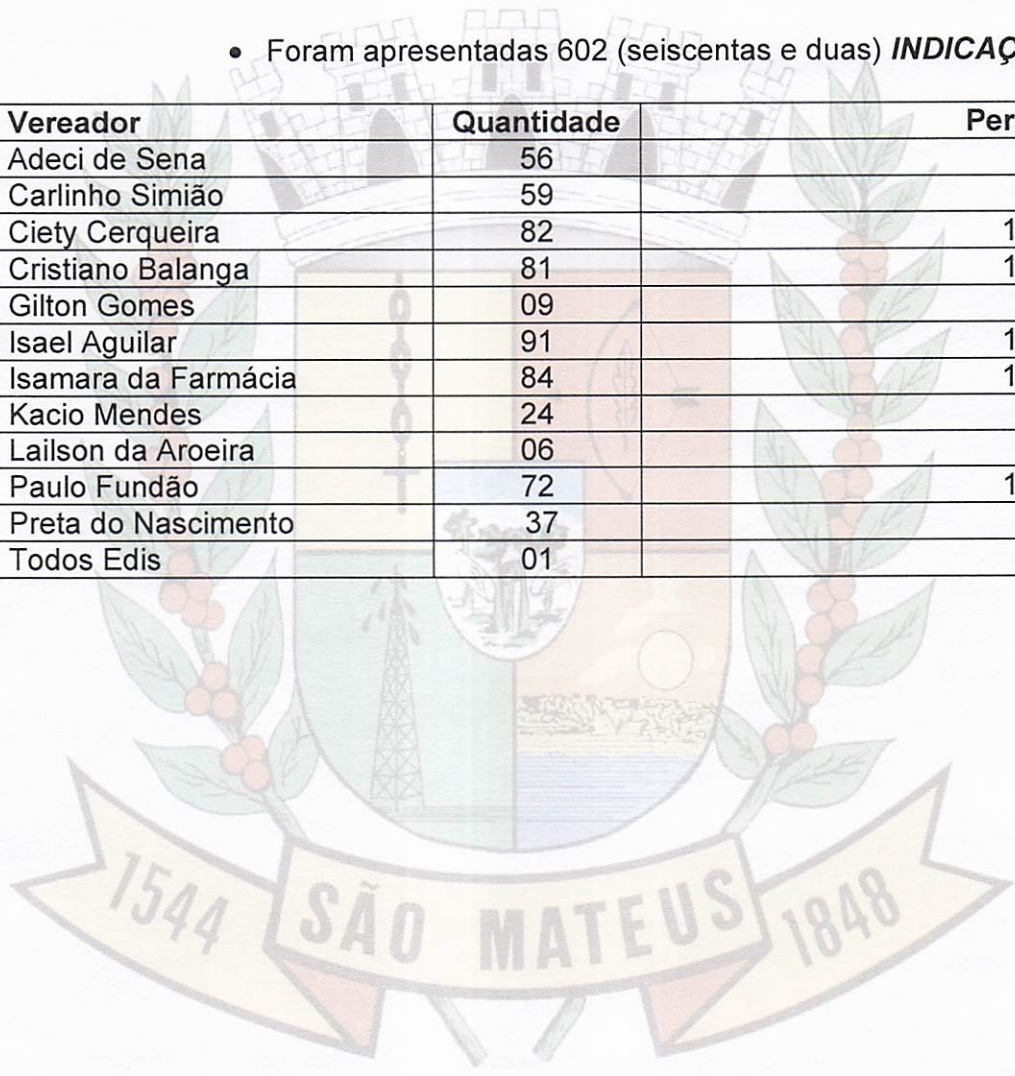 • Foram apresentadas 602 (seiscentas e duas) INDICAÇ
Vereador Quantidade Per
Adeci de Sena 56
Carlinho Simião 59
Ciety Cerqueira 82 1
Cristiano Balanga 81 1
Gilton Gomes 09
Isael Aguilar 91 1
Isamara da Farmácia 84 1
Kacio Mendes 24
Lailson da Aroeira 06
Paulo Fundão 72 1
Preta do Nascimento 37
Todos Edis 01
1544 SÃO MATEUS 1848